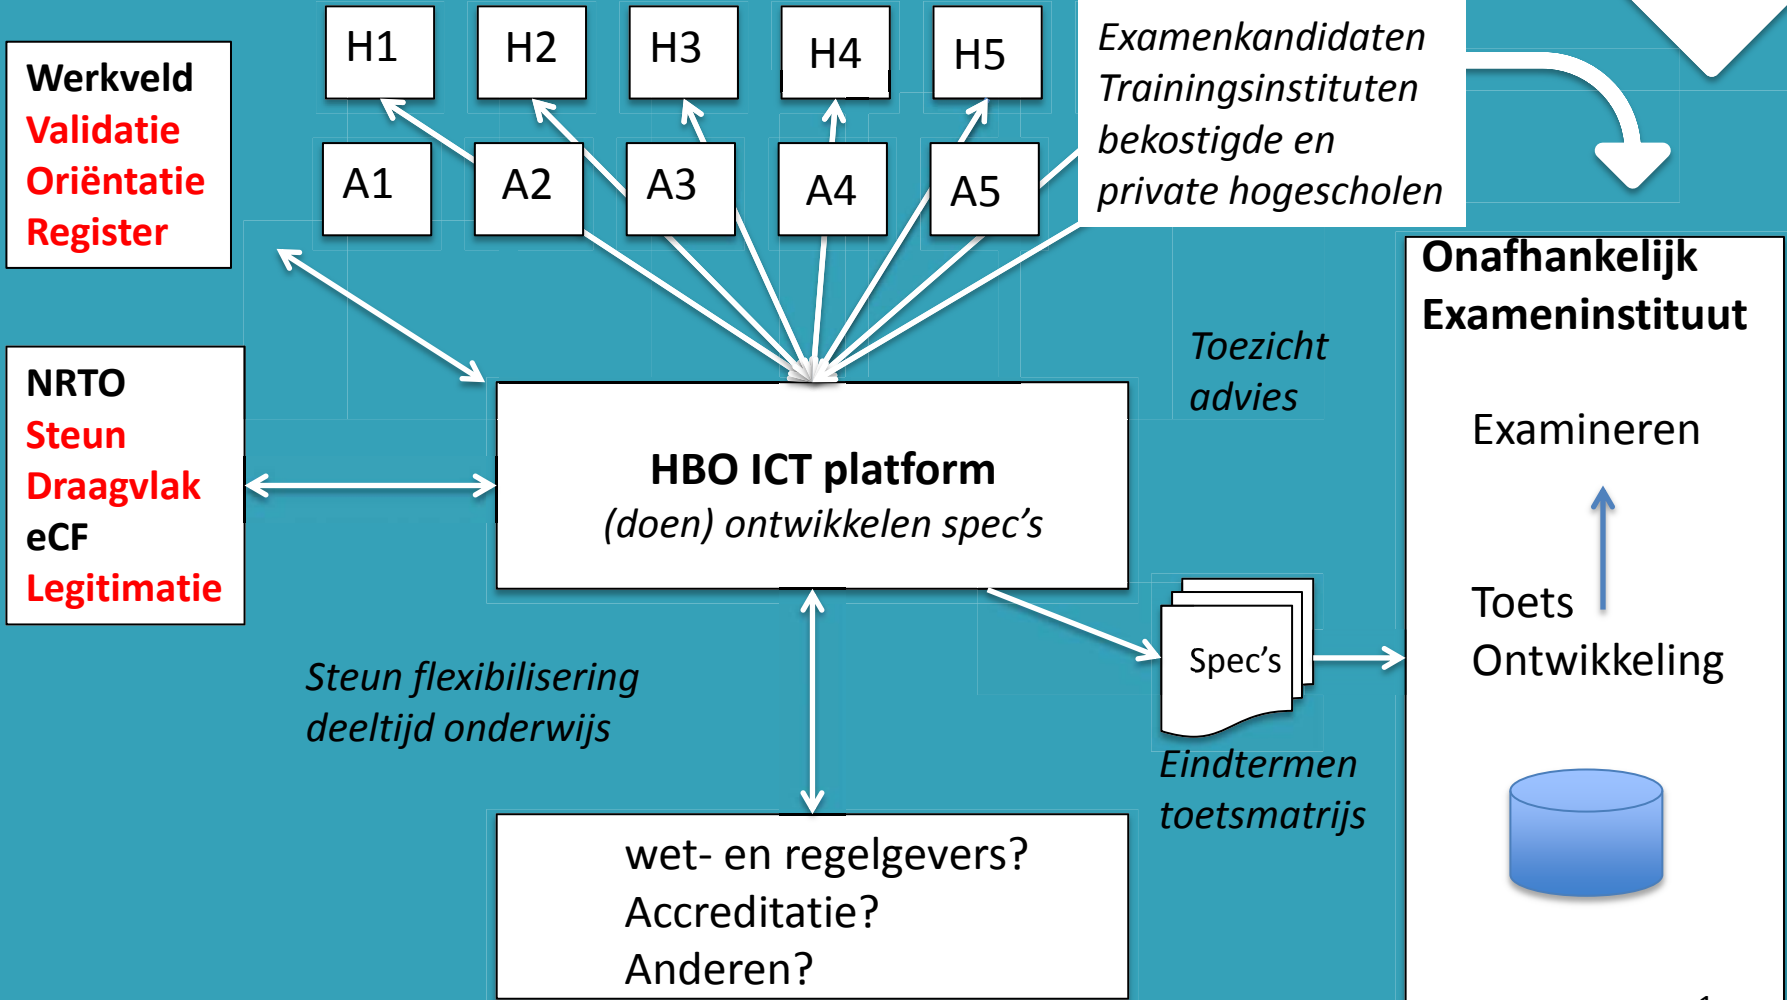 H1
H2
H3
H4
H5
A1
A2
A3
A4
A5
Examenkandidaten
Trainingsinstituten
bekostigde en
private hogescholen
Werkveld
Validatie
Oriëntatie
Register
NRTO
Steun
Draagvlak
eCF
Legitimatie
HBO ICT platform
(doen) ontwikkelen spec’s
Toezicht
advies
Onafhankelijk
Exameninstituut
Examineren
Toets
Ontwikkeling
Spec’s
Eindtermen
toetsmatrijs
Steun flexibilisering
deeltijd onderwijs
wet- en regelgevers?
Accreditatie?
Anderen?